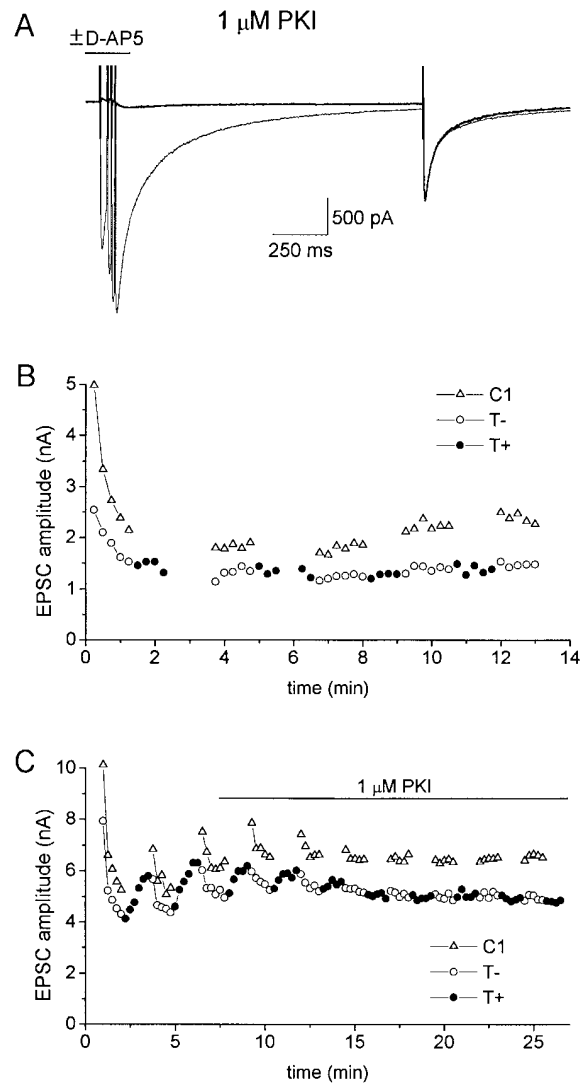 A
1 μM PKI
±D-AP5
500 pA
250 ms
B
EPSC amplitude (nA)
5
4
3
2
1
0
C1
T-
T+
0 2 4 6 8 10 12 14
time (min)
C
EPSC amplitude (nA)
10
8
6
4
2
0
1 μM PKI
C1
T-
T+
0 5 10 15 20 25
time (min)